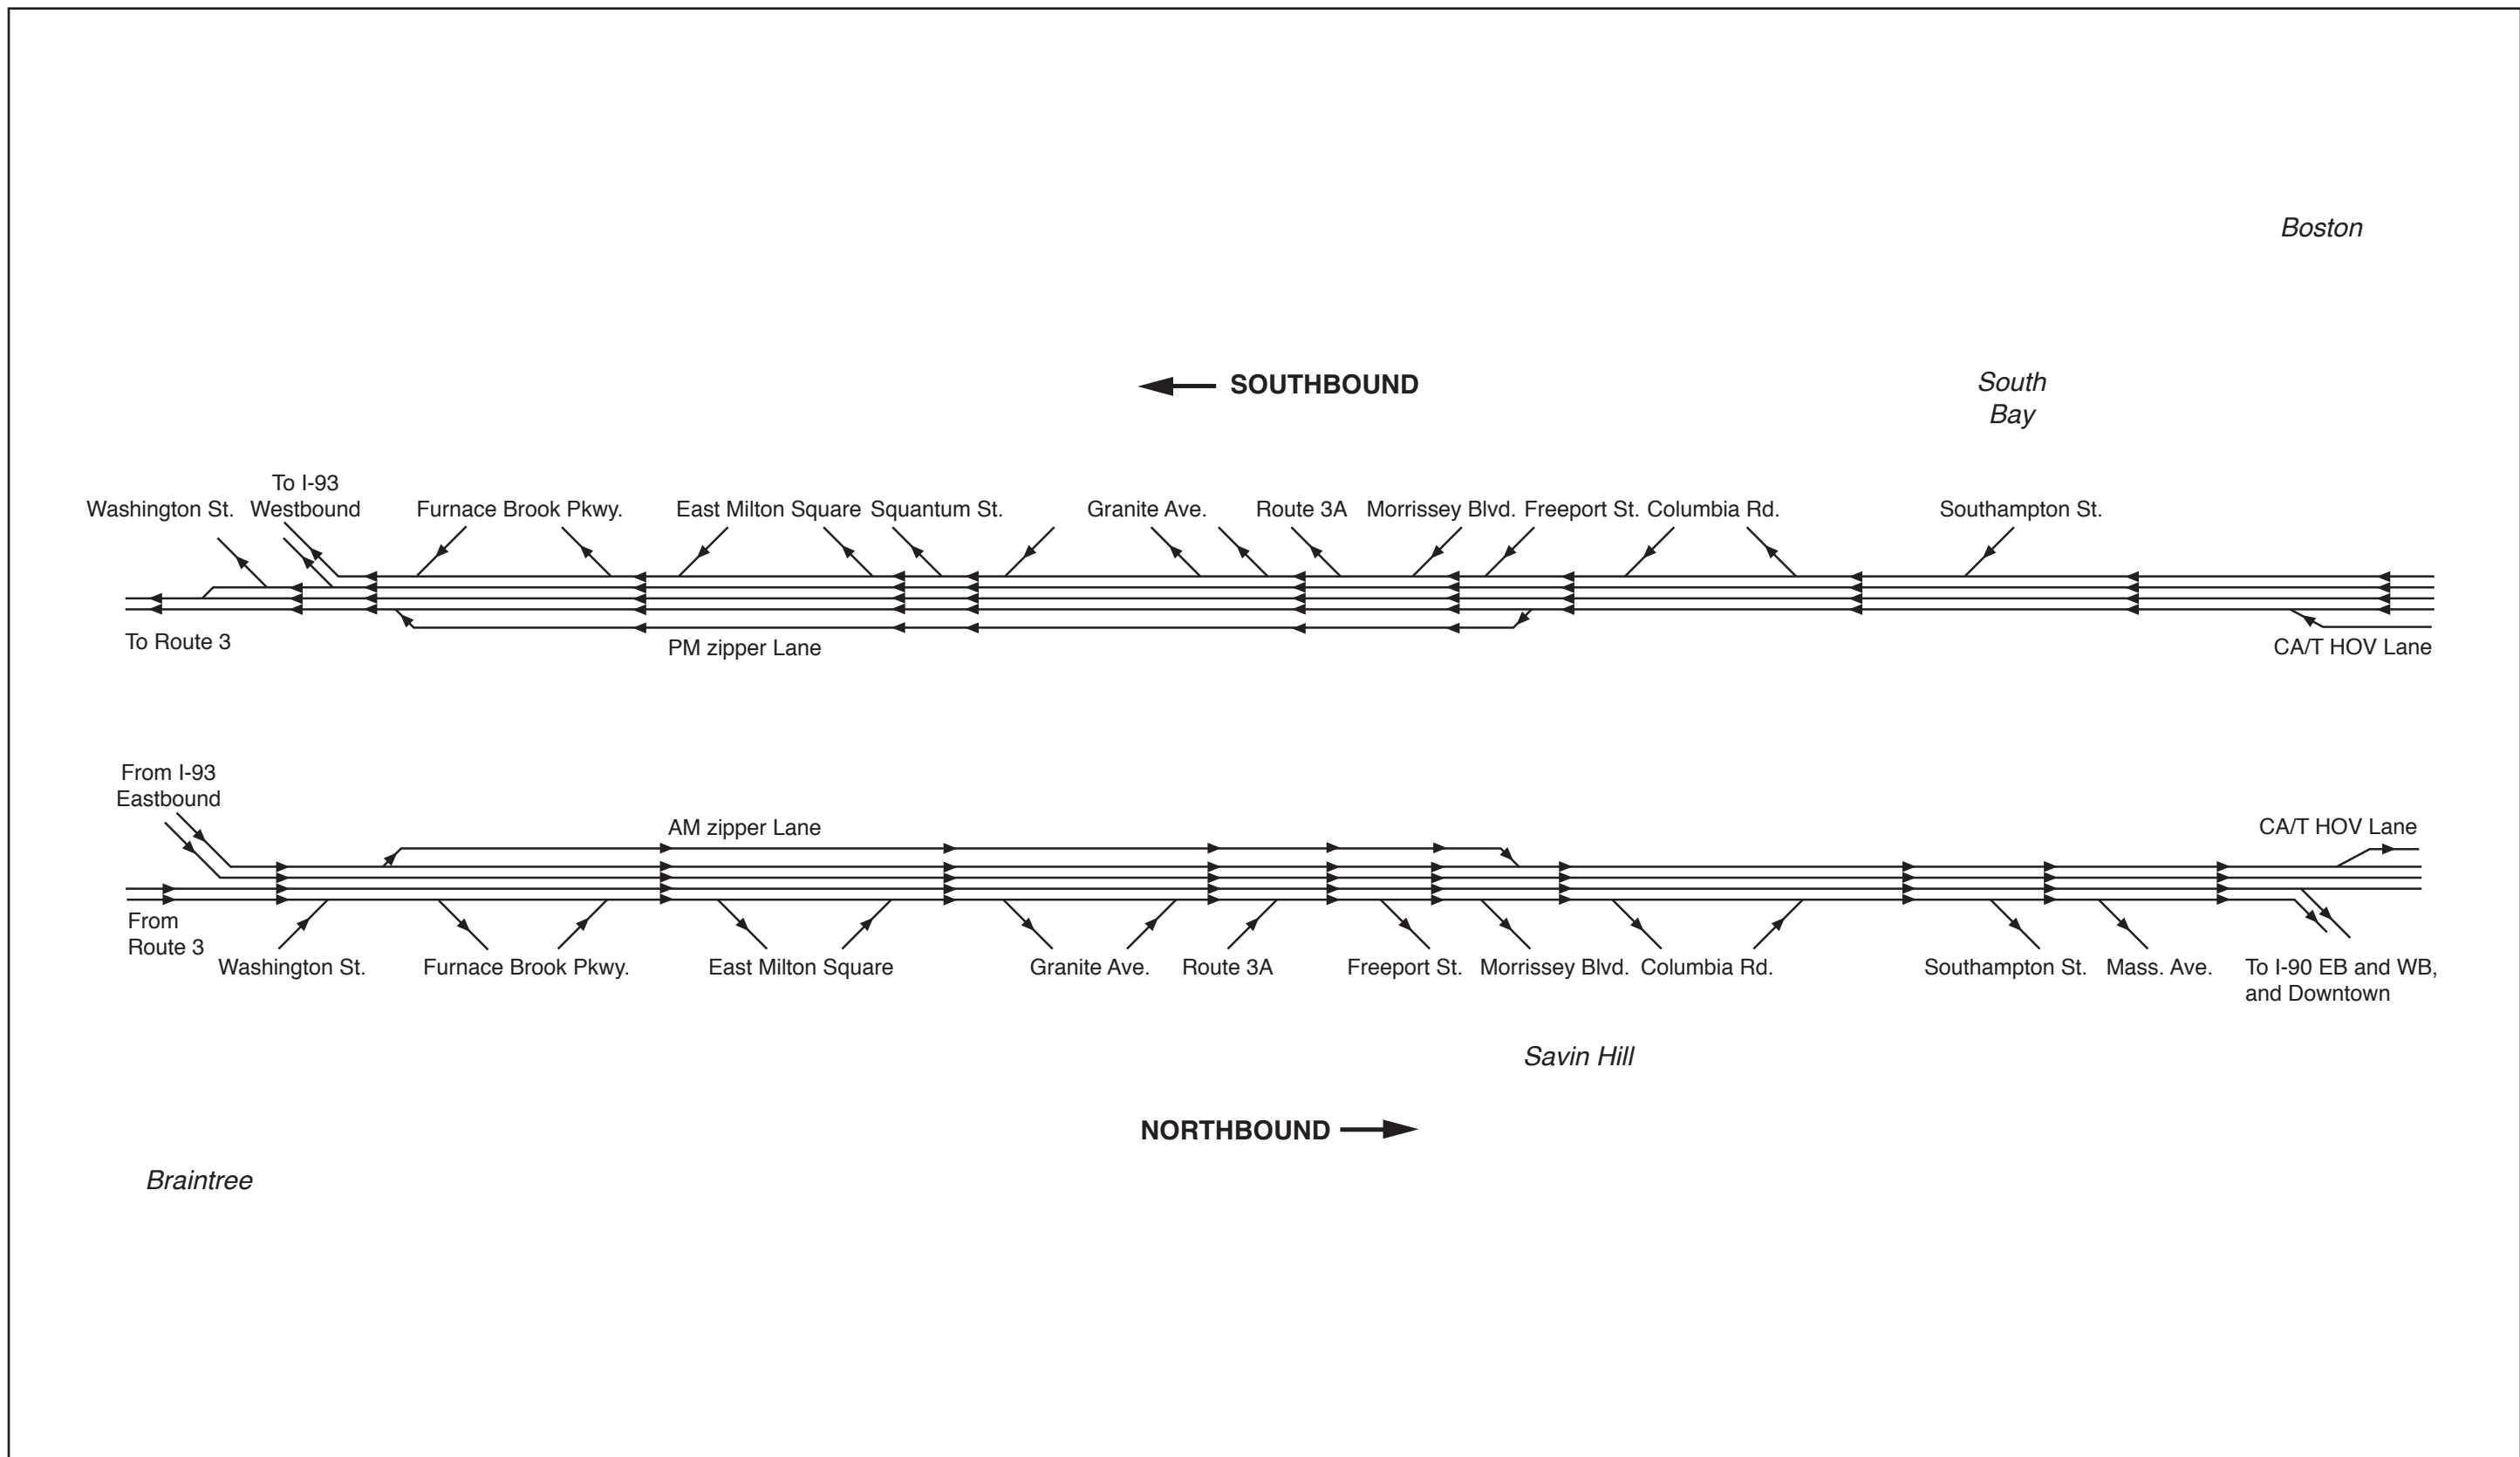 Boston
SOUTHBOUND
South
Bay
To I-93
Washington St. Westbound Furnace Brook Pkwy. East Milton Square Squantum St. Granite Ave. Route 3A Morrissey Blvd. Freeport St. Columbia Rd. Southampton St.
To Route 3 PM zipper Lane CA/T HOV Lane
From I-93
Eastbound
AM zipper Lane CA/T HOV Lane
From
Route 3
Washington St. Furnace Brook Pkwy. East Milton Square Granite Ave. Route 3A Freeport St. Morrissey Blvd. Columbia Rd. Southampton St. Mass. Ave. To I-90 EB and WB,
and Downtown
Savin Hill
NORTHBOUND
Braintree